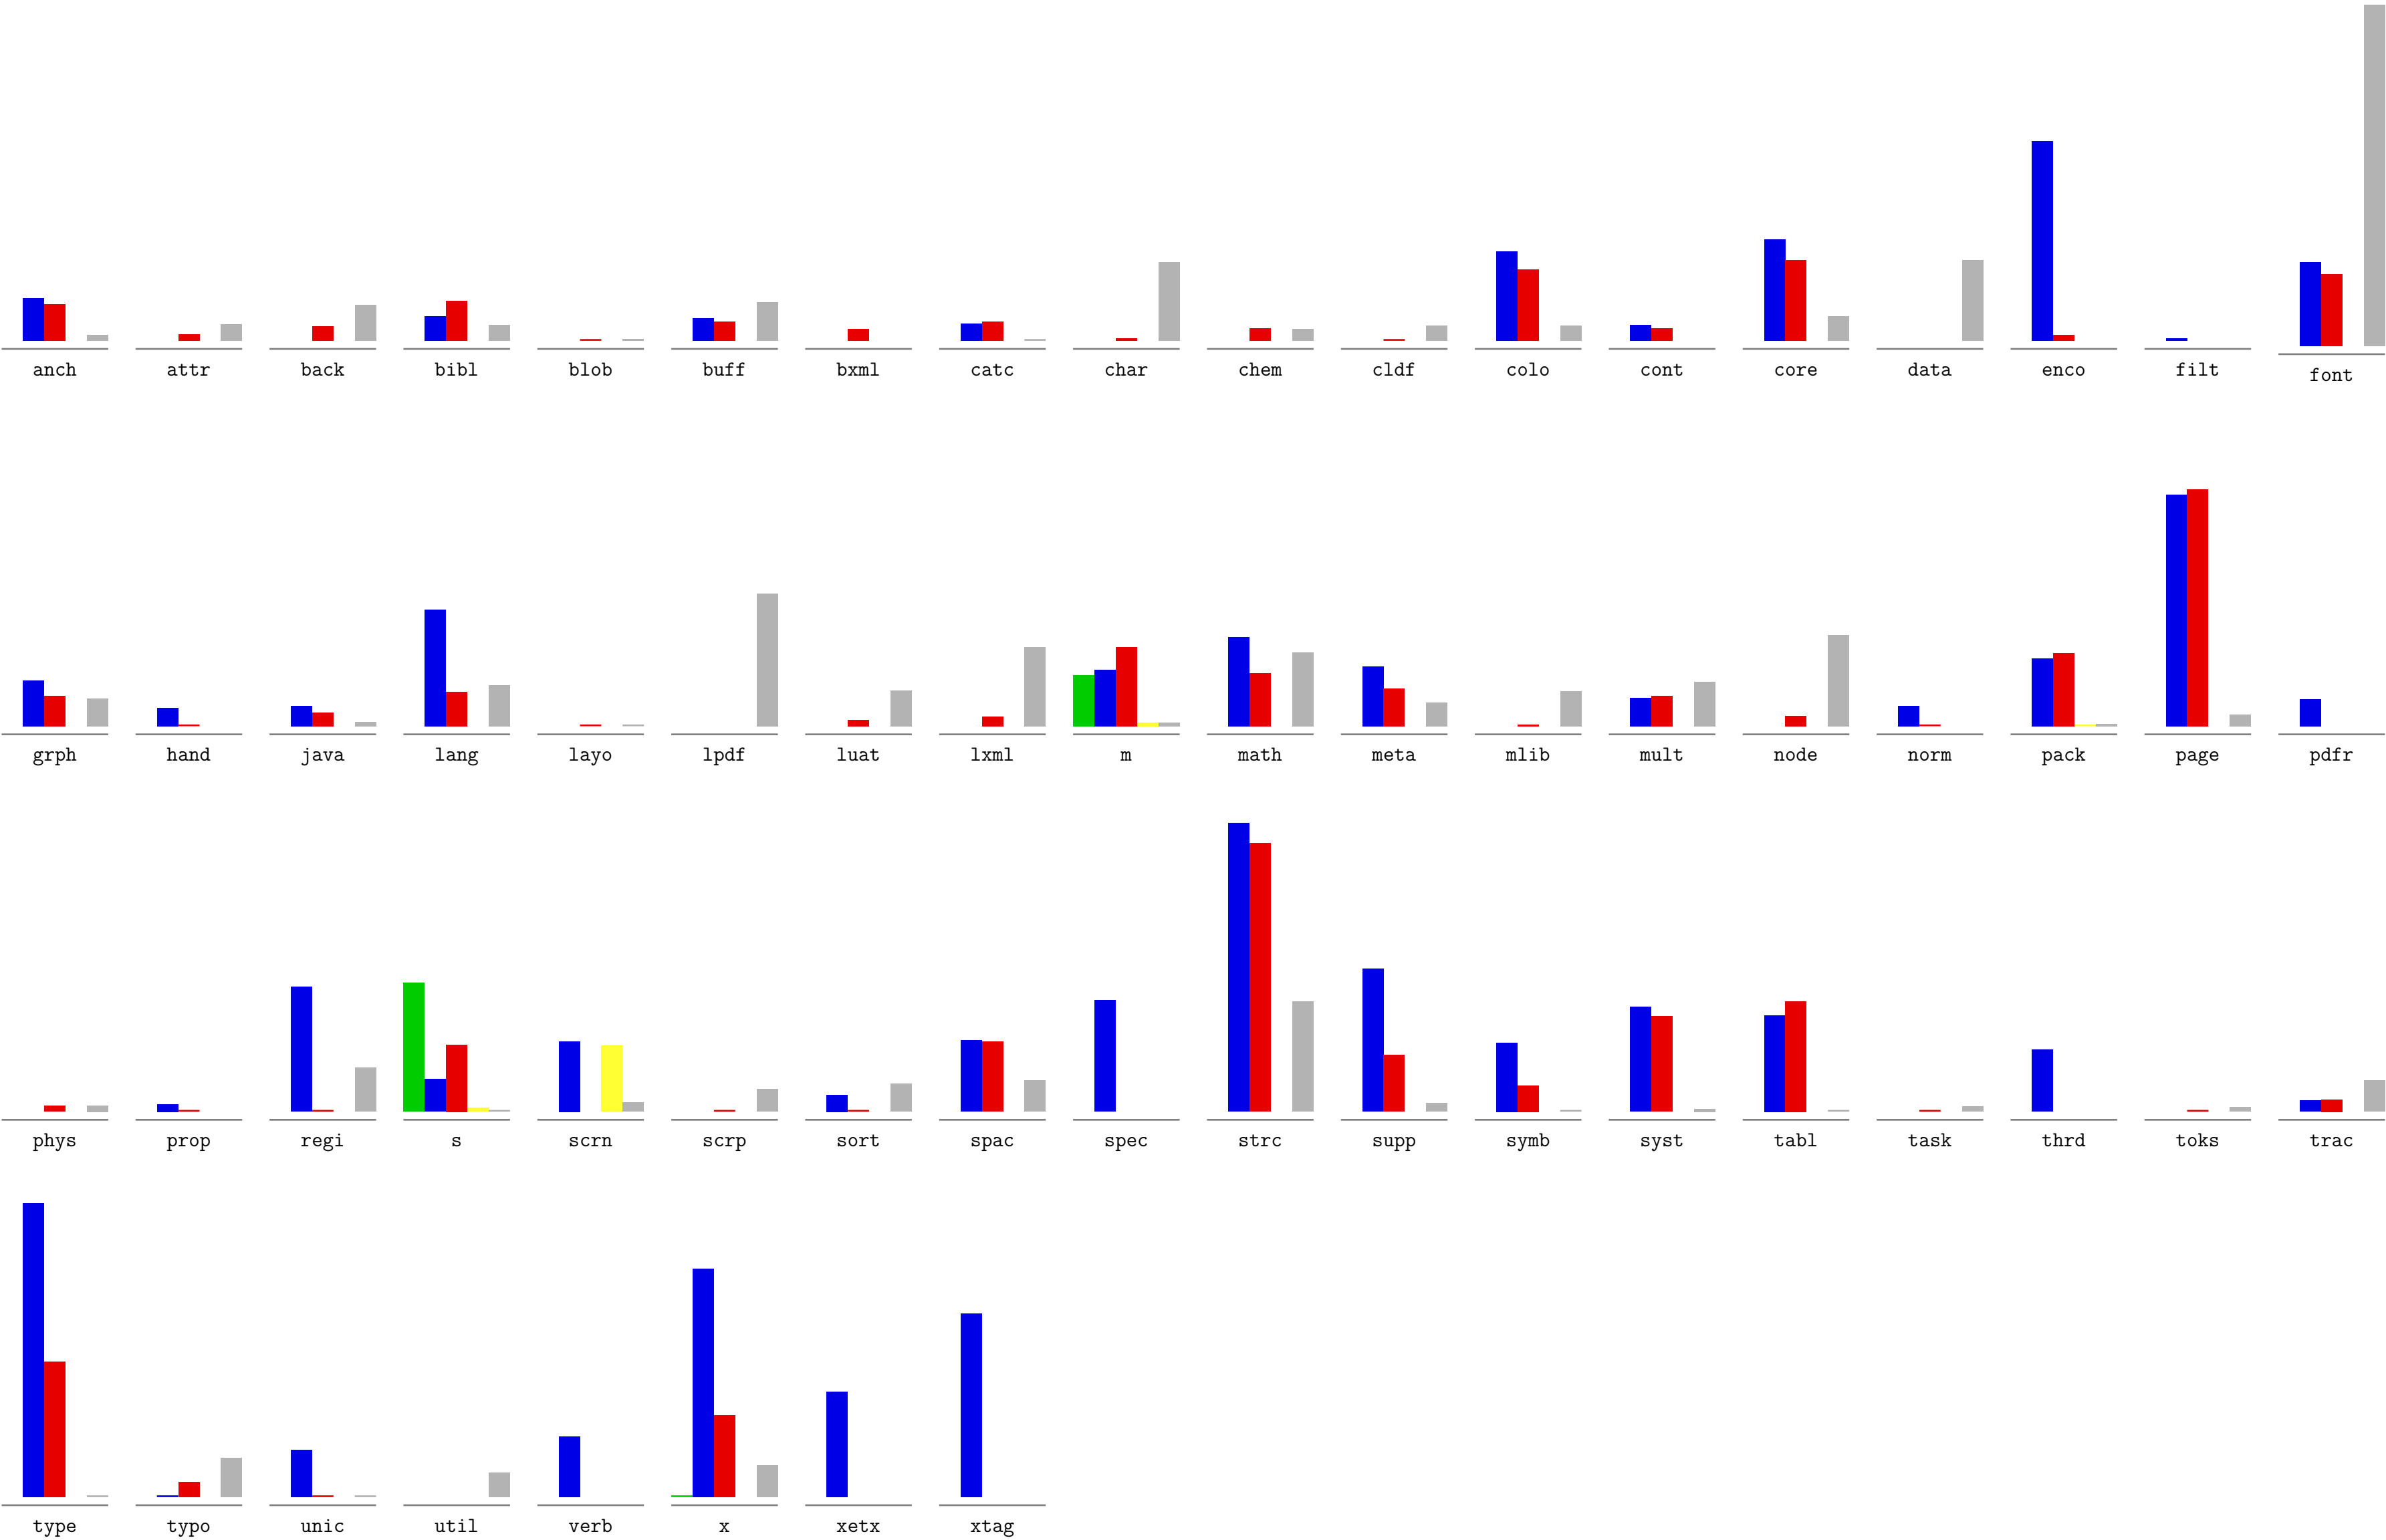 anch attr back bibl blob buff bxml catc char chem cldf colo cont core data enco filt font
grph hand java lang layo lpdf luat lxml m math meta mlib mult node norm pack page pdfr
phys prop regi s scrn scrp sort spac spec strc supp symb syst tabl task thrd toks trac
type typo unic util verb x xetx xtag